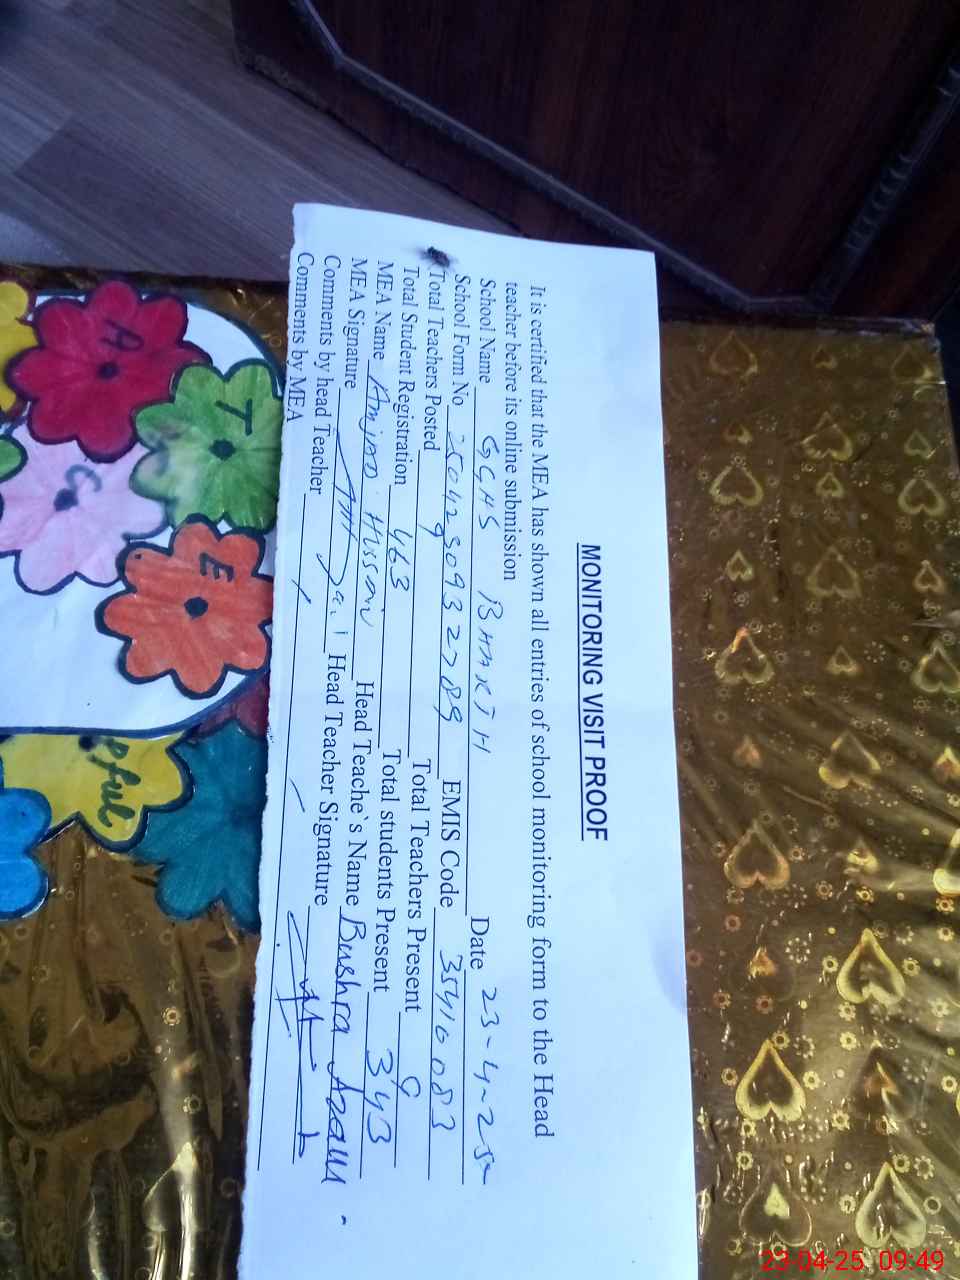 MONITORING VISIT PROOF
It is certified that the MEA has shown all entries of school monitoring form to the Head
teacher before its online submission
School Name GGHS BHIKHI Date 23-4-25
School Form No 2504230932789 EMIS Code 35410083
Total Teachers Posted 9 Total Teachers Present 9
Total Student Registration 463 Total students Present 343
MEA Name Amjad Hussain Head Teache`s Name Bushra Azam
MEA Signature Head Teacher Signature
Comments by head Teacher
Comments by MEA
A
T
E
eful
23-04-25 09:49